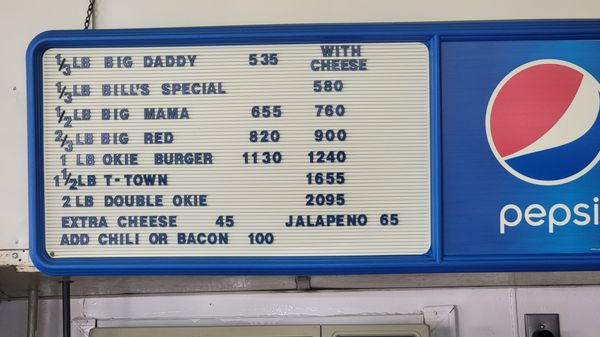 1/3 LB BIG DADDY 535 WITH CHEESE
1/3 LB BILL'S SPECIAL 580
1/2 LB BIG MAMA 655 760
2/3 LB BIG RED 820 900
1 LB OKIE BURGER 1130 1240
1 1/2 LB T-TOWN 1655
2 LB DOUBLE OKIE 2095
EXTRA CHEESE 45 JALAPENO 65
ADD CHILI OR BACON 100
pepsi